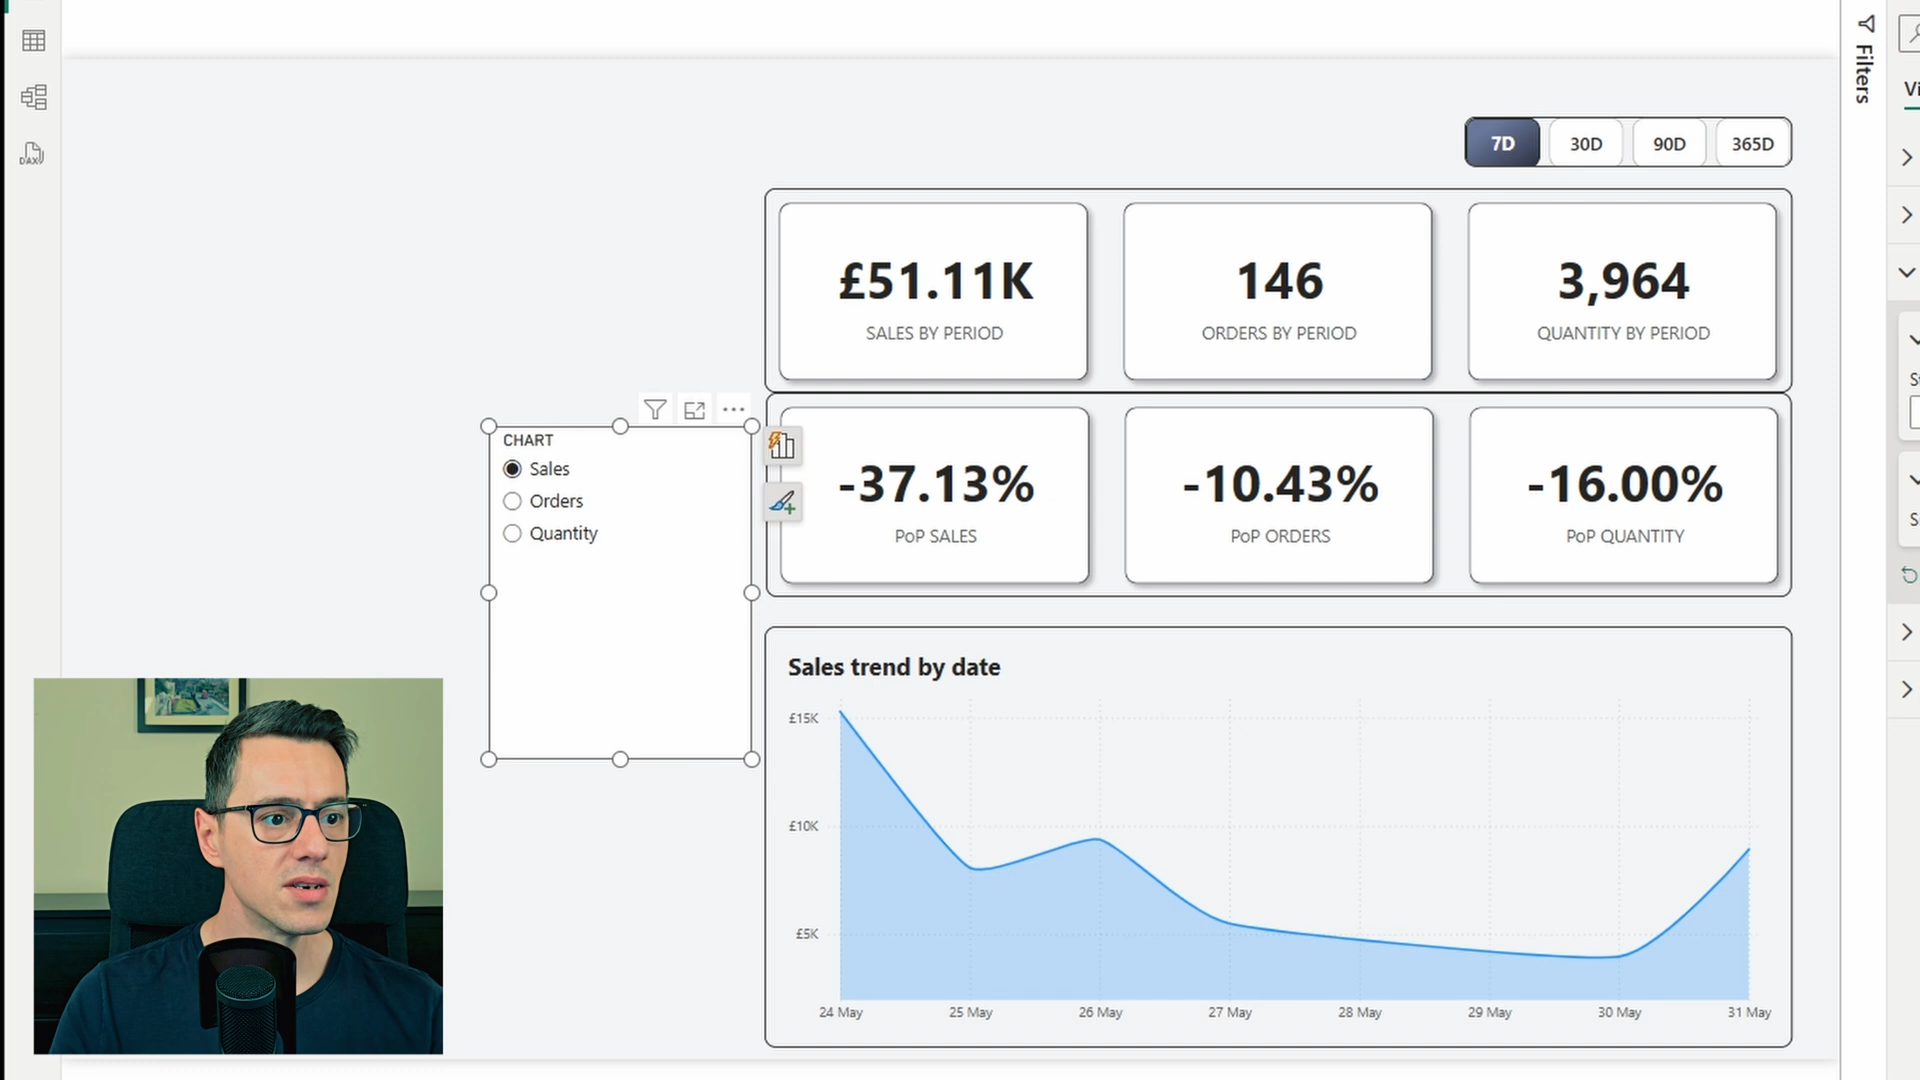 Filters
DAX
7D 30D 90D 365D
£51.11K
SALES BY PERIOD
146
ORDERS BY PERIOD
3,964
QUANTITY BY PERIOD
CHART
Sales
Orders
Quantity
-37.13%
PoP SALES
-10.43%
PoP ORDERS
-16.00%
PoP QUANTITY
Sales trend by date
£15K
£10K
£5K
24 May 25 May 26 May 27 May 28 May 29 May 30 May 31 May